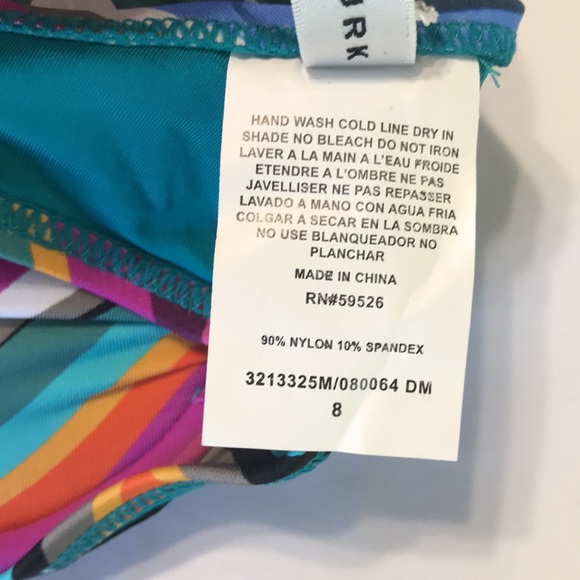 RK
HAND WASH COLD LINE DRY IN
SHADE NO BLEACH DO NOT IRON
LAVER A LA MAIN A L'EAU FROIDE
ETENDRE A L'OMBRE NE PAS
JAVELLISER NE PAS REPASSER
LAVADO A MANO CON AGUA FRIA
COLGAR A SECAR EN LA SOMBRA
NO USE BLANQUEADOR NO
PLANCHAR
MADE IN CHINA
RN#59526
90% NYLON 10% SPANDEX
3213325M/080064 DM
8